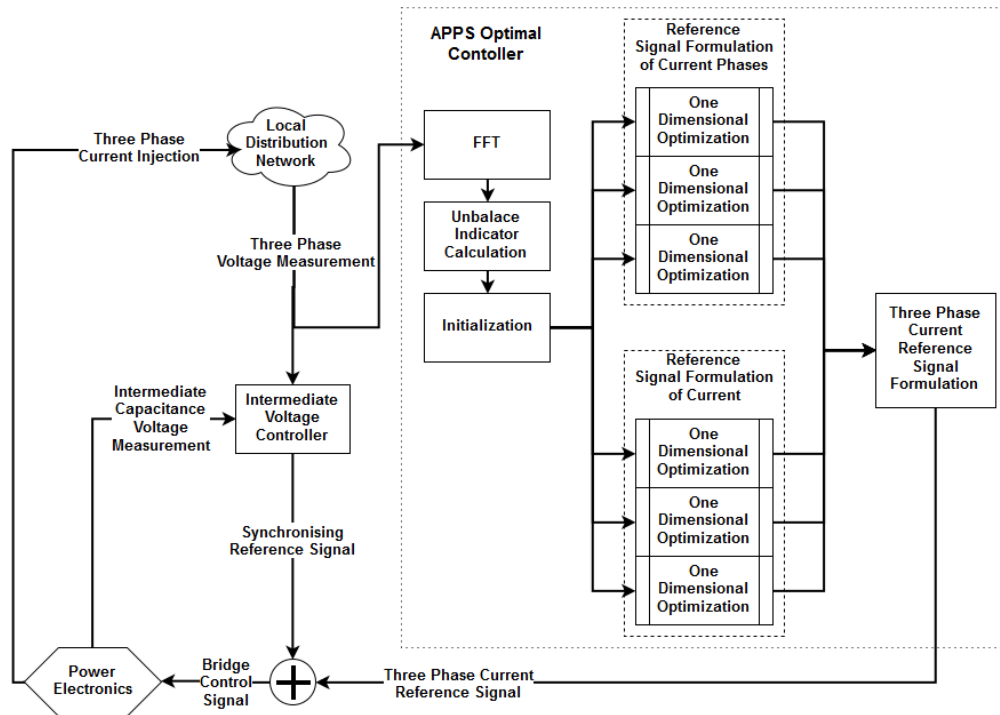 APPS Optimal
Contoller
Reference
Signal Formulation
of Current Phases
One
Dimensional
Optimization
One
Dimensional
Optimization
One
Dimensional
Optimization
Three Phase
Current Injection
Local
Distribution
Network
FFT
Unbalace
Indicator
Calculation
Three Phase
Voltage Measurement
Initialization
Three Phase
Current
Reference
Signal
Formulation
Reference
Signal Formulation
of Current
One
Dimensional
Optimization
One
Dimensional
Optimization
One
Dimensional
Optimization
Intermediate
Capacitance
Voltage
Measurement
Intermediate
Voltage
Controller
Synchronising
Reference Signal
Power
Electronics
Bridge
Control
Signal
Three Phase Current
Reference Signal